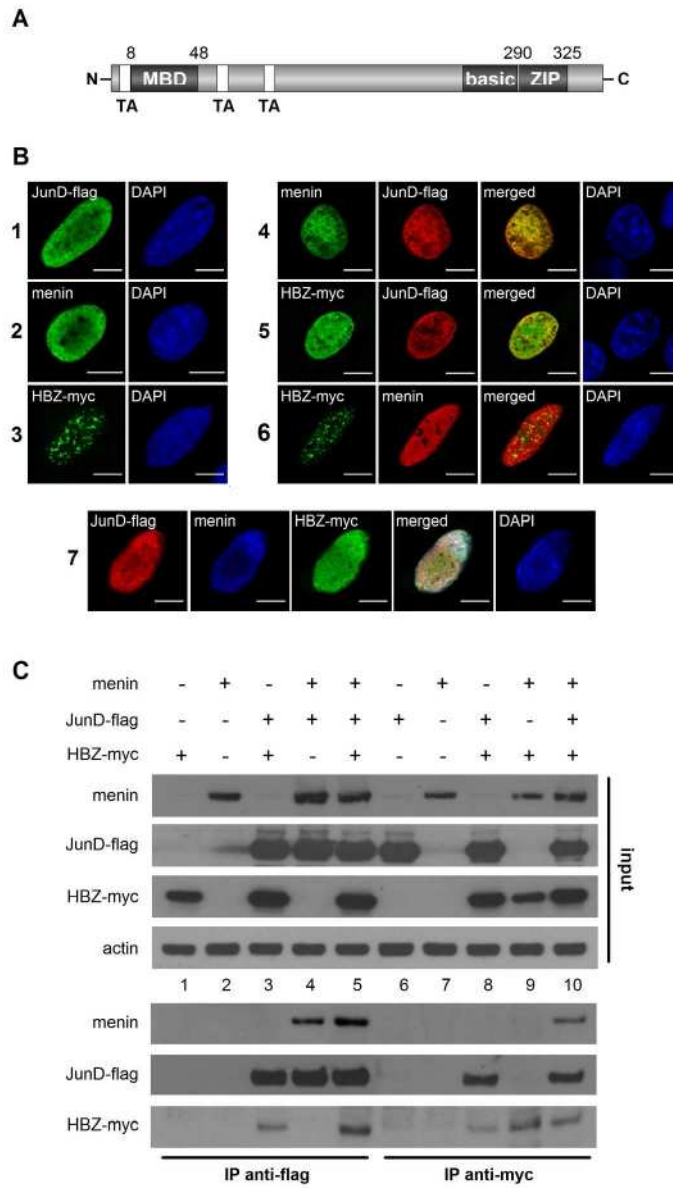 A
8 48 290 325
N MBD basic ZIP C
TA TA TA
B
JunD-flag DAPI menin JunD-flag merged DAPI
1 4
menin DAPI HBZ-myc JunD-flag merged DAPI
2 5
HBZ-myc DAPI HBZ-myc menin merged DAPI
3 6
JunD-flag menin HBZ-myc merged DAPI
7
C
menin - + - + + - + - + +
JunD-flag - - + + + + - + - +
HBZ-myc + - + - + - - + + +
menin
JunD-flag
HBZ-myc
actin
input
1 2 3 4 5 6 7 8 9 10
menin
JunD-flag
HBZ-myc
IP anti-flag IP anti-myc